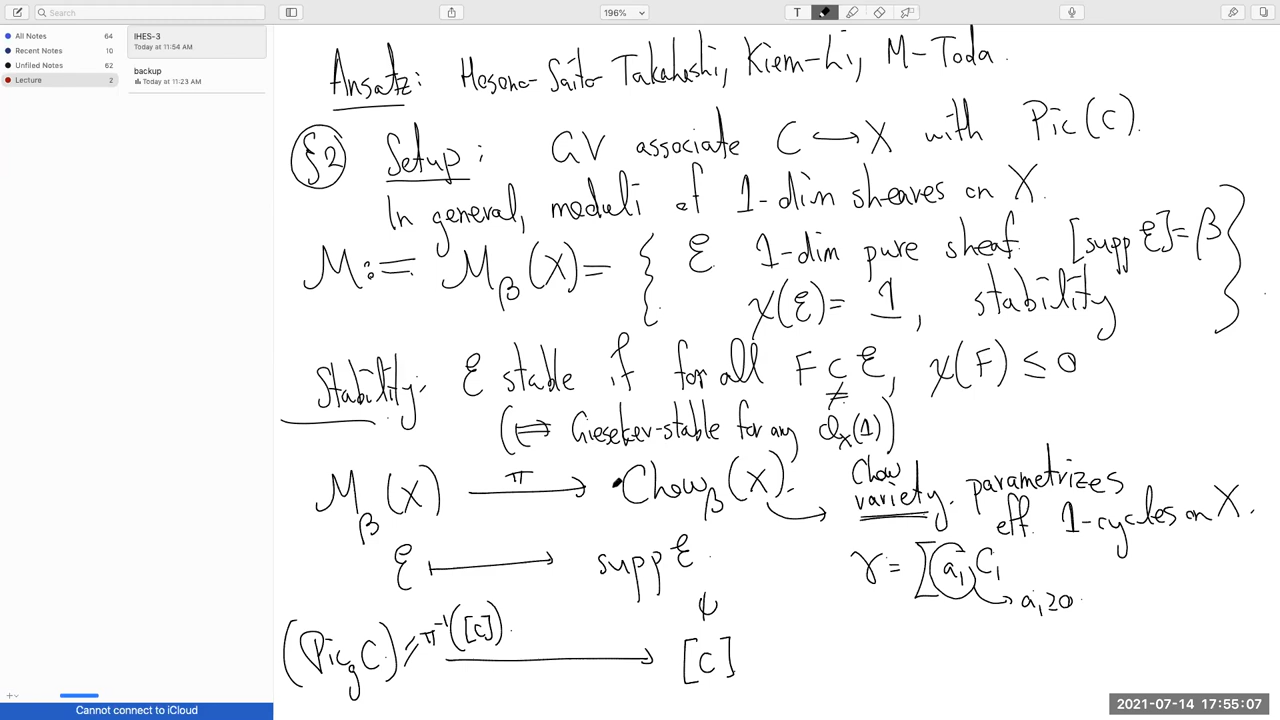 Search
196%
T
All Notes 64
Recent Notes 10
Unfiled Notes 62
Lecture 2
IHES-3
Today at 11:54 AM
backup
Today at 11:23 AM
Cannot connect to iCloud
Ansatz: Hosono-Saito-Takahashi, Kiem-Li, M-Toda.
§2 Setup: GV associate C ↪ X with Pic(C).
In general, moduli of 1-dim sheaves on X.
M := M_β(X) = { E 1-dim pure sheaf. [supp E] = β
χ(E) = 1, stability }
Stability: E stable if for all F ⊊ E, χ(F) ≤ 0
(⇔ Gieseker-stable for any O_X(1))
M_β(X) —π→ Chow_β(X). → Chow variety. parametrizes
eff. 1-cycles on X.
E ↦ supp E
γ = Σ a_i C_i
a_i ≥ 0
(Pic_g C) π⁻¹([C]) → [C]
2021-07-14 17:55:07